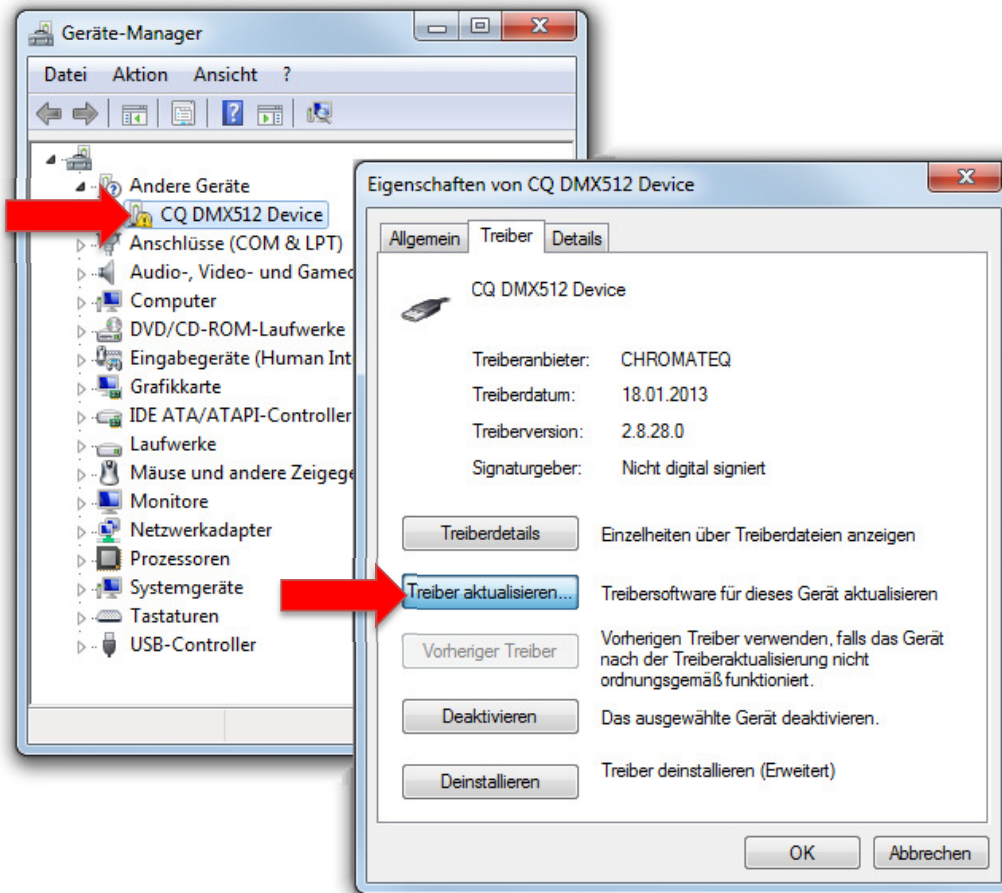 Geräte-Manager
Datei Aktion Ansicht ?
Andere Geräte
CQ DMX512 Device
Anschlüsse (COM & LPT)
Audio-, Video- und
Computer
DVD/CD-ROM-Laufwerke
Eingabegeräte (Human
Grafikkarte
IDE ATA/ATAPI-Controller
Laufwerke
Mäuse und andere
Monitore
Netzwerkadapter
Prozessoren
Systemgeräte
Tastaturen
USB-Controller
Eigenschaften von CQ DMX512 Device
Allgemein Treiber Details
CQ DMX512 Device
Treiberanbieter: CHROMATEQ
Treiberdatum: 18.01.2013
Treiberversion: 2.8.28.0
Signaturgeber: Nicht digital signiert
Treiberdetails Einzelheiten über Treiberdateien anzeigen
Treiber aktualisieren... Treibersoftware für dieses Gerät aktualisieren
Vorheriger Treiber Vorherigen Treiber verwenden, falls das Gerät
nach der Treiberaktualisierung nicht
ordnungsgemäß funktioniert.
Deaktivieren Das ausgewählte Gerät deaktivieren.
Deinstallieren Treiber deinstallieren (Erweitert)
OK Abbrechen